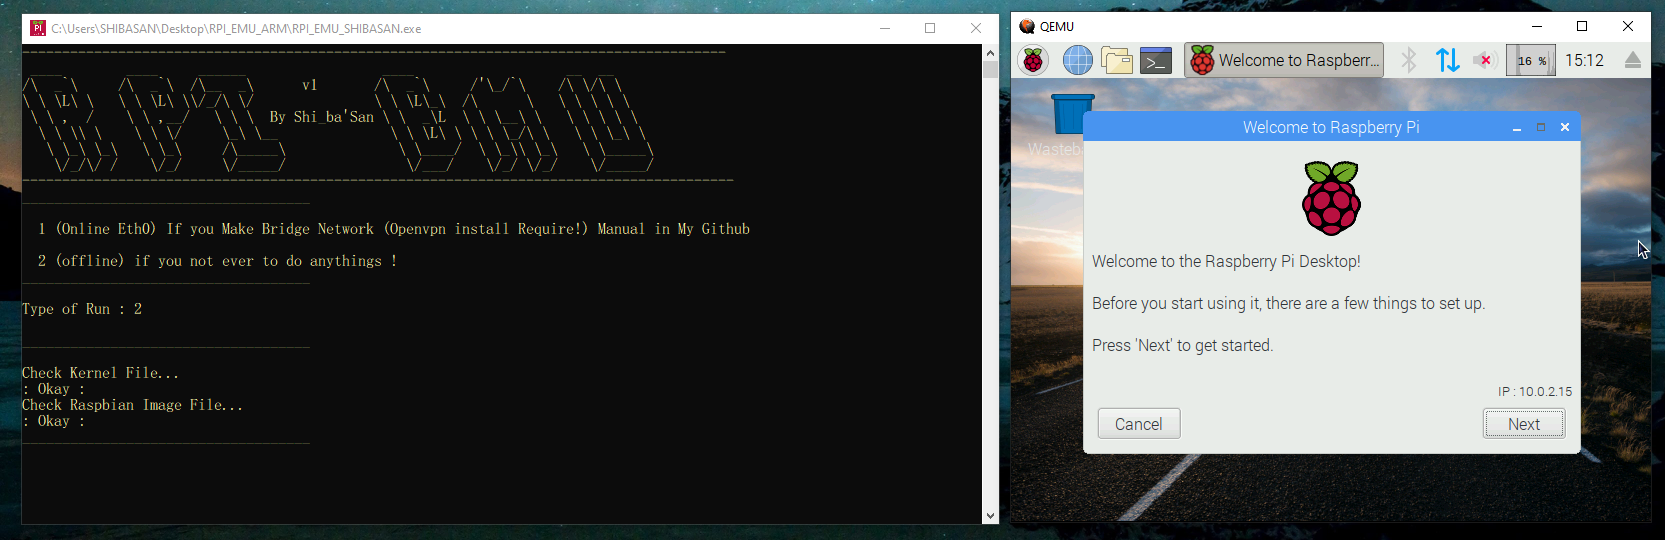 C:\Users\SHIBASAN\Desktop\RPI_EMU_ARM\RPI_EMU_SHIBASAN.exe
RPI EMU
v1
By Shi_ba'San
1 (Online Eth0) If you Make Bridge Network (Openvpn install Require!) Manual in My Github
2 (offline) if you not ever to do anythings !
Type of Run : 2
Check Kernel File...
: Okay :
Check Raspbian Image File...
: Okay :
QEMU
Welcome to Raspberr...
16 %
15:12
Welcome to Raspberry Pi
Welcome to the Raspberry Pi Desktop!
Before you start using it, there are a few things to set up.
Press 'Next' to get started.
IP : 10.0.2.15
Cancel
Next